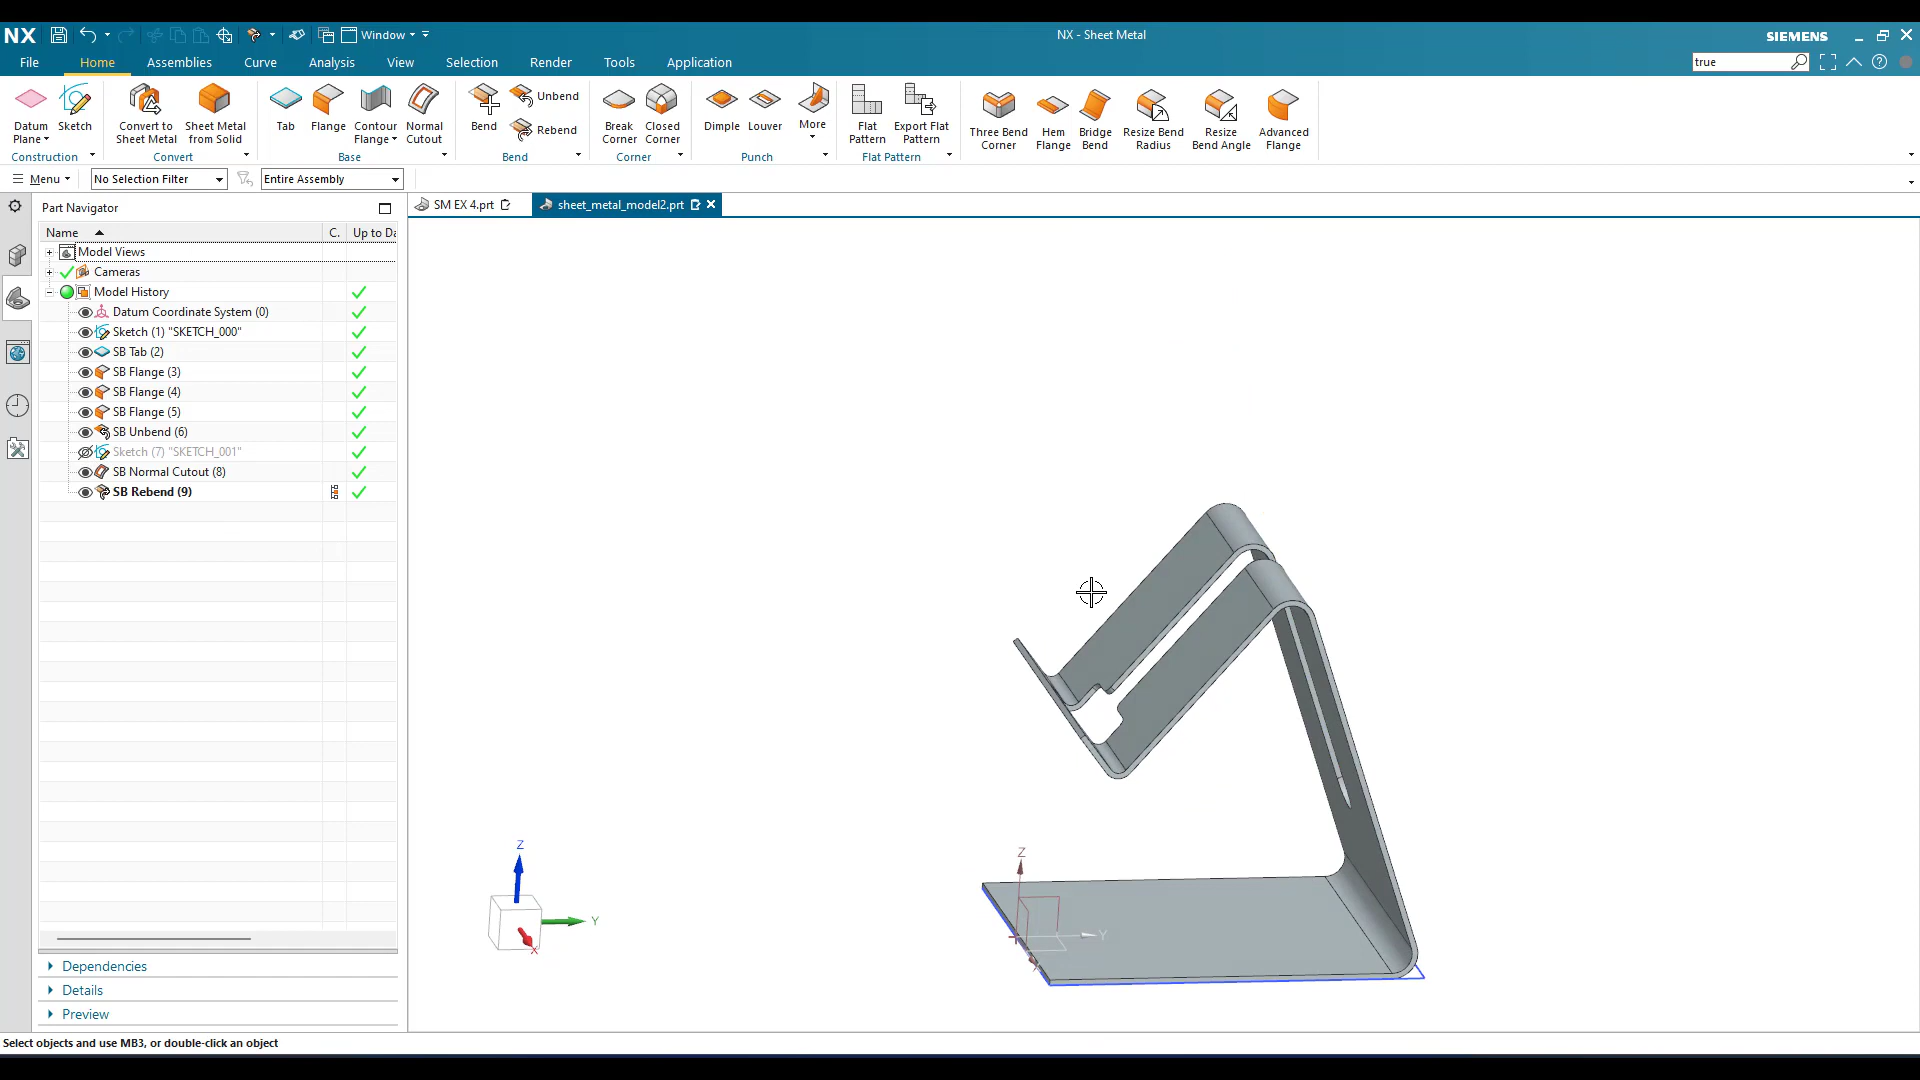 NX
Window
NX - Sheet Metal
SIEMENS
File
Home
Assemblies
Curve
Analysis
View
Selection
Render
Tools
Application
true
Datum
Plane
Sketch
Construction
Convert to
Sheet Metal
Sheet Metal
from Solid
Convert
Tab
Flange
Contour
Flange
Normal
Cutout
Base
Bend
Unbend
Rebend
Bend
Break
Corner
Closed
Corner
Corner
Dimple
Louver
More
Punch
Flat
Pattern
Export Flat
Pattern
Flat Pattern
Three Bend
Corner
Hem
Flange
Bridge
Bend
Resize Bend
Radius
Resize
Bend Angle
Advanced
Flange
Menu
No Selection Filter
Entire Assembly
Part Navigator
SM EX 4.prt
sheet_metal_model2.prt
Name
C.
Up to Da
Model Views
Cameras
Model History
Datum Coordinate System (0)
Sketch (1) "SKETCH_000"
SB Tab (2)
SB Flange (3)
SB Flange (4)
SB Flange (5)
SB Unbend (6)
Sketch (7) "SKETCH_001"
SB Normal Cutout (8)
SB Rebend (9)
Z
Y
X
Z
Y
X
Dependencies
Details
Preview
Select objects and use MB3, or double-click an object